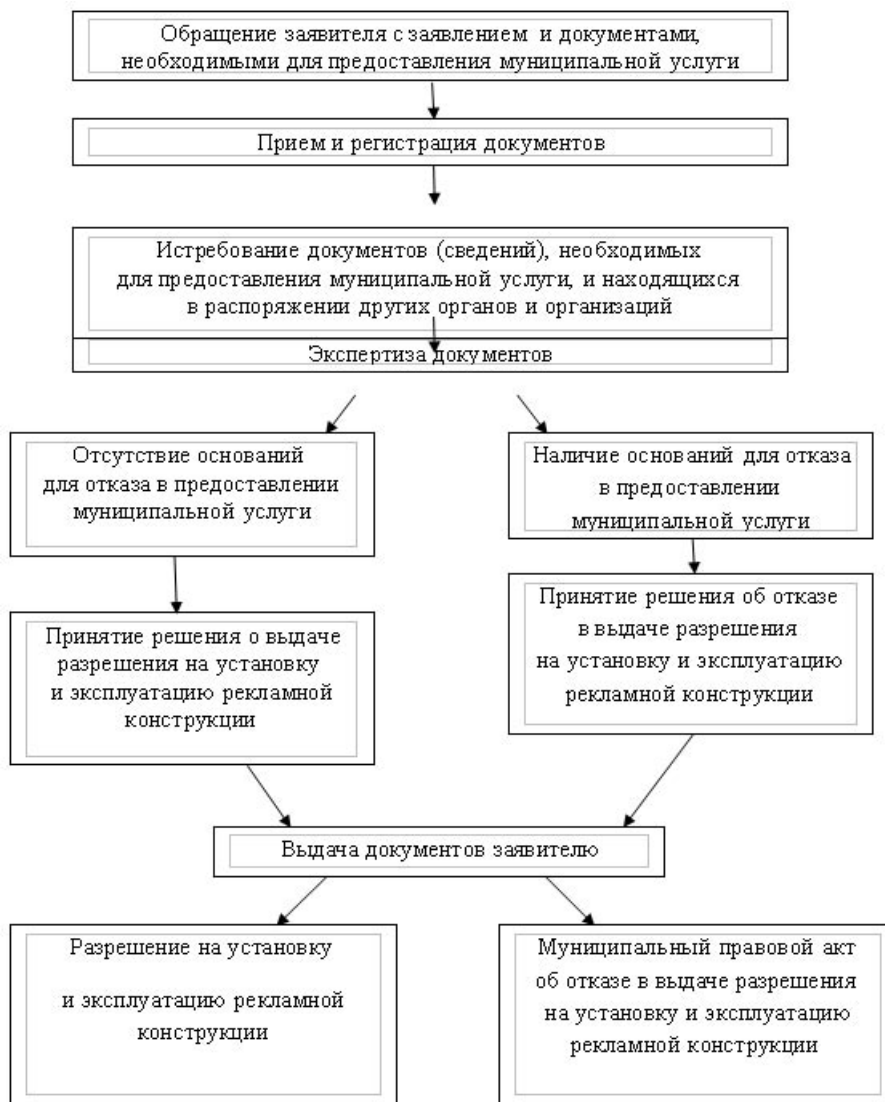 Обращение заявителя с заявлением и документами,
необходимыми для предоставления муниципальной услуги
Прием и регистрация документов
Истребование документов (сведений), необходимых
для предоставления муниципальной услуги, и находящихся
в распоряжении других органов и организаций
Экспертиза документов
Отсутствие оснований
для отказа в предоставлении
муниципальной услуги
Наличие оснований для отказа
в предоставлении
муниципальной услуги
Принятие решения о выдаче
разрешения на установку
и эксплуатацию рекламной
конструкции
Принятие решения об отказе
в выдаче разрешения
на установку и эксплуатацию
рекламной конструкции
Выдача документов заявителю
Разрешение на установку
и эксплуатацию рекламной
конструкции
Муниципальный правовой акт
об отказе в выдаче разрешения
на установку и эксплуатацию
рекламной конструкции